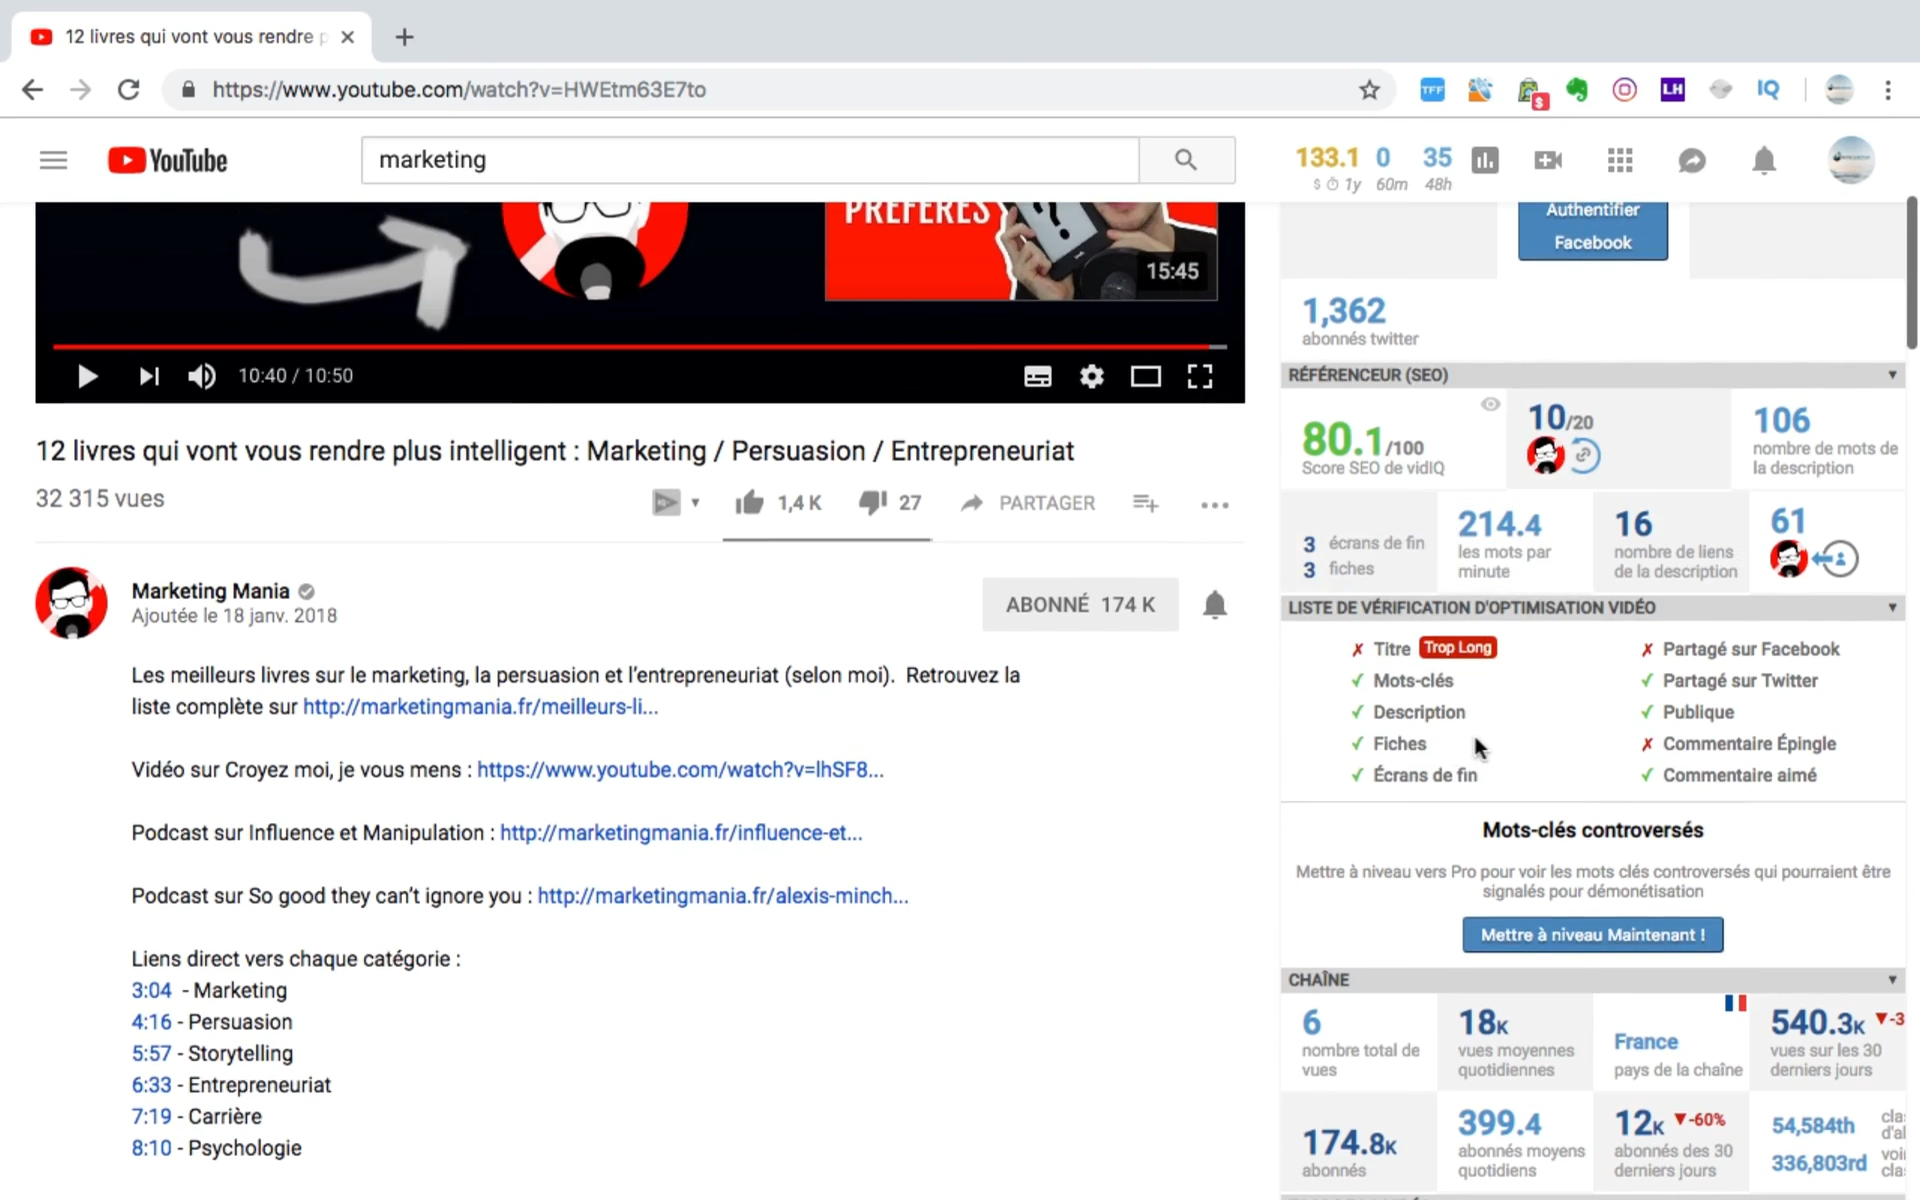 12 livres qui vont vous rendre p
https://www.youtube.com/watch?v=HWEtm63E7to
TFF
$
LH
IQ
YouTube
marketing
133.1 0 35
$ 1y 60m 48h
PRÉFÉRÉS
?
15:45
10:40 / 10:50
12 livres qui vont vous rendre plus intelligent : Marketing / Persuasion / Entrepreneuriat
32 315 vues
1,4 K
27
PARTAGER
Marketing Mania
Ajoutée le 18 janv. 2018
ABONNÉ 174 K
Les meilleurs livres sur le marketing, la persuasion et l’entrepreneuriat (selon moi). Retrouvez la
liste complète sur http://marketingmania.fr/meilleurs-li...
Vidéo sur Croyez moi, je vous mens : https://www.youtube.com/watch?v=lhSF8...
Podcast sur Influence et Manipulation : http://marketingmania.fr/influence-et...
Podcast sur So good they can’t ignore you : http://marketingmania.fr/alexis-minch...
Liens direct vers chaque catégorie :
3:04 - Marketing
4:16 - Persuasion
5:57 - Storytelling
6:33 - Entrepreneuriat
7:19 - Carrière
8:10 - Psychologie
Authentifier
Facebook
1,362
abonnés twitter
RÉFÉRENCEUR (SEO)
80.1/100
Score SEO de vidIQ
10/20
106
nombre de mots de
la description
3 écrans de fin
3 fiches
214.4
les mots par
minute
16
nombre de liens
de la description
61
LISTE DE VÉRIFICATION D'OPTIMISATION VIDÉO
✗ Titre Trop Long
✓ Mots-clés
✓ Description
✓ Fiches
✓ Écrans de fin
✗ Partagé sur Facebook
✓ Partagé sur Twitter
✓ Publique
✗ Commentaire Épingle
✓ Commentaire aimé
Mots-clés controversés
Mettre à niveau vers Pro pour voir les mots clés controversés qui pourraient être
signalés pour démonétisation
Mettre à niveau Maintenant !
CHAÎNE
6
nombre total de
vues
18K
vues moyennes
quotidiennes
France
pays de la chaîne
540.3K ▼-3
vues sur les 30
derniers jours
174.8K
abonnés
399.4
abonnés moyens
quotidiens
12K ▼-60%
abonnés des 30
derniers jours
54,584th
336,803rd